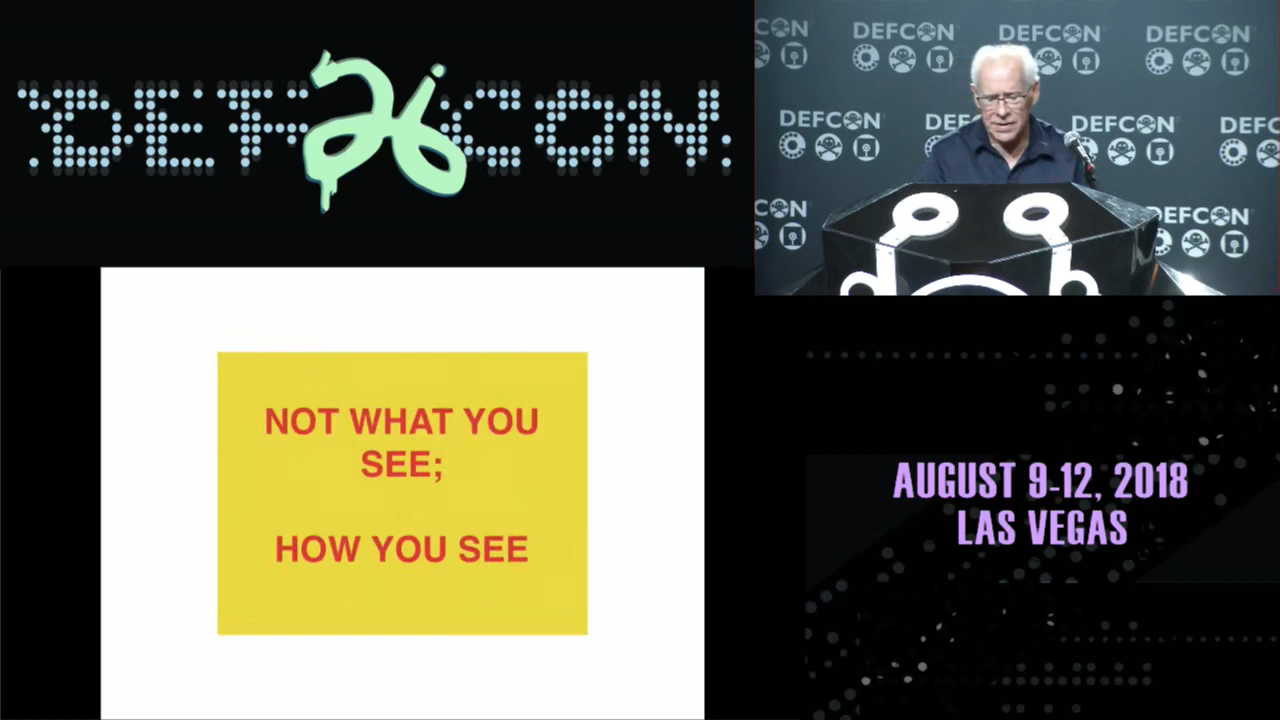 DEF CON
26
DEFCON DEFCON DEFCON
DEFCON DEFCON
DEFCON
NOT WHAT YOU
SEE;
HOW YOU SEE
AUGUST 9-12, 2018
LAS VEGAS